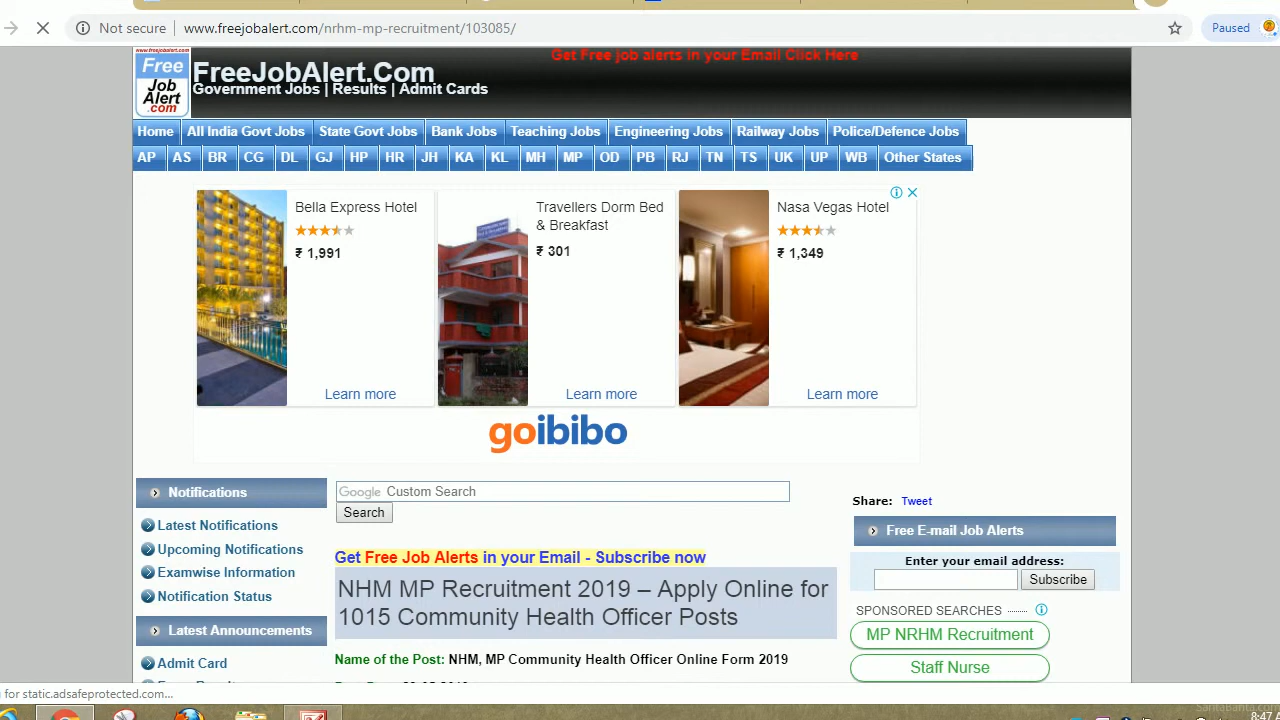 Not secure
www.freejobalert.com/nrhm-mp-recruitment/103085/
Paused
www.freejobalert.com
Free
Job
Alert
.com
FreeJobAlert.Com
Government Jobs | Results | Admit Cards
Get Free job alerts in your Email Click Here
Home All India Govt Jobs State Govt Jobs Bank Jobs Teaching Jobs Engineering Jobs Railway Jobs Police/Defence Jobs
AP AS BR CG DL GJ HP HR JH KA KL MH MP OD PB RJ TN TS UK UP WB Other States
Bella Express Hotel
₹ 1,991
Learn more
Travellers Dorm Bed
& Breakfast
₹ 301
Learn more
Nasa Vegas Hotel
₹ 1,349
Learn more
goibibo
Notifications
Latest Notifications
Upcoming Notifications
Examwise Information
Notification Status
Latest Announcements
Admit Card
Google Custom Search
Search
Get Free Job Alerts in your Email - Subscribe now
NHM MP Recruitment 2019 – Apply Online for
1015 Community Health Officer Posts
Name of the Post: NHM, MP Community Health Officer Online Form 2019
Share: Tweet
Free E-mail Job Alerts
Enter your email address:
Subscribe
SPONSORED SEARCHES
MP NRHM Recruitment
Staff Nurse
for static.adsafeprotected.com...
SantaBanta.com
8:47